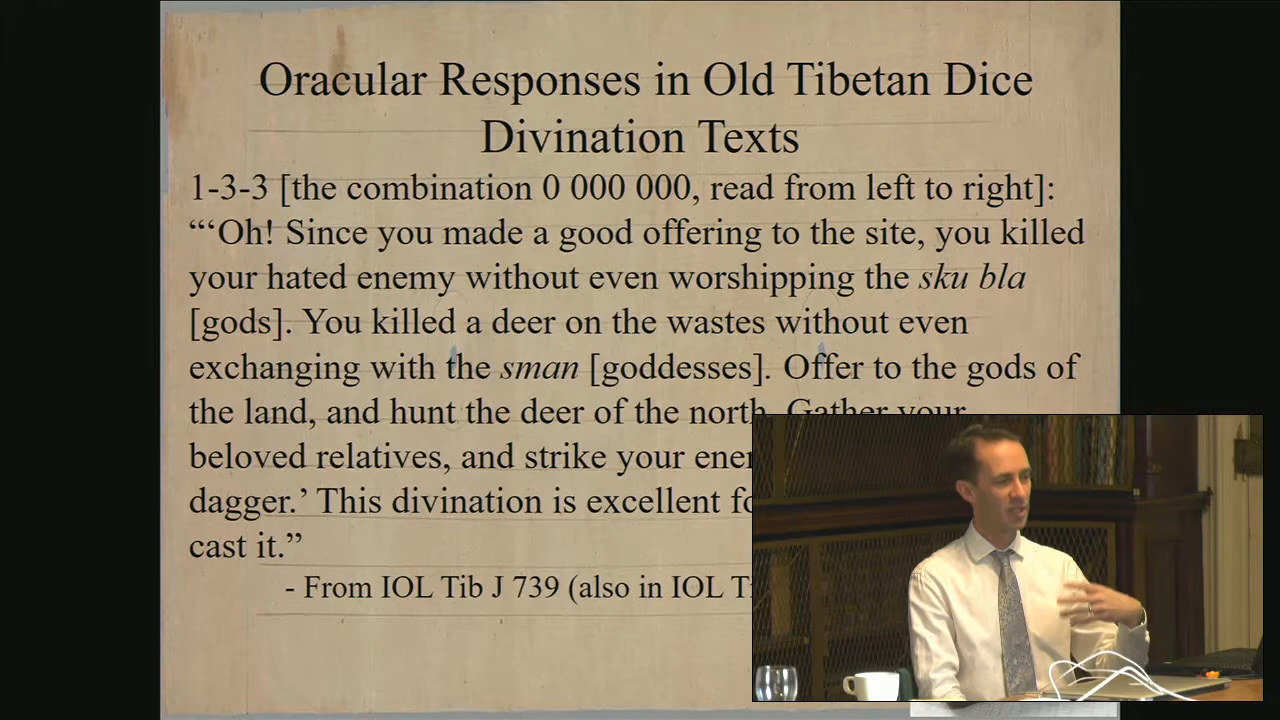 Oracular Responses in Old Tibetan Dice
Divination Texts
1-3-3 [the combination 0 000 000, read from left to right]:
“‘Oh! Since you made a good offering to the site, you killed
your hated enemy without even worshipping the sku bla
[gods]. You killed a deer on the wastes without even
exchanging with the sman [goddesses]. Offer to the gods of
the land, and hunt the deer of the north. Gather your
beloved relatives, and strike your
dagger.’ This divination is excellent
cast it.”
- From IOL Tib J 739 (also in IOL